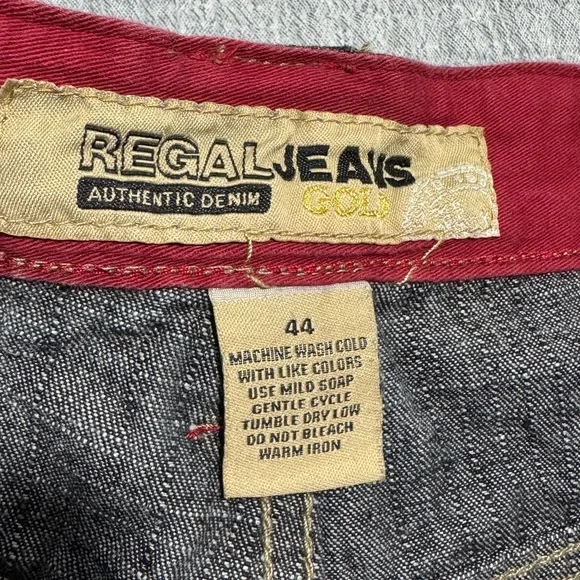 REGAL JEANS
AUTHENTIC DENIM
GOLD
44
MACHINE WASH COLD
WITH LIKE COLORS
USE MILD SOAP
GENTLE CYCLE
TUMBLE DRY LOW
DO NOT BLEACH
WARM IRON